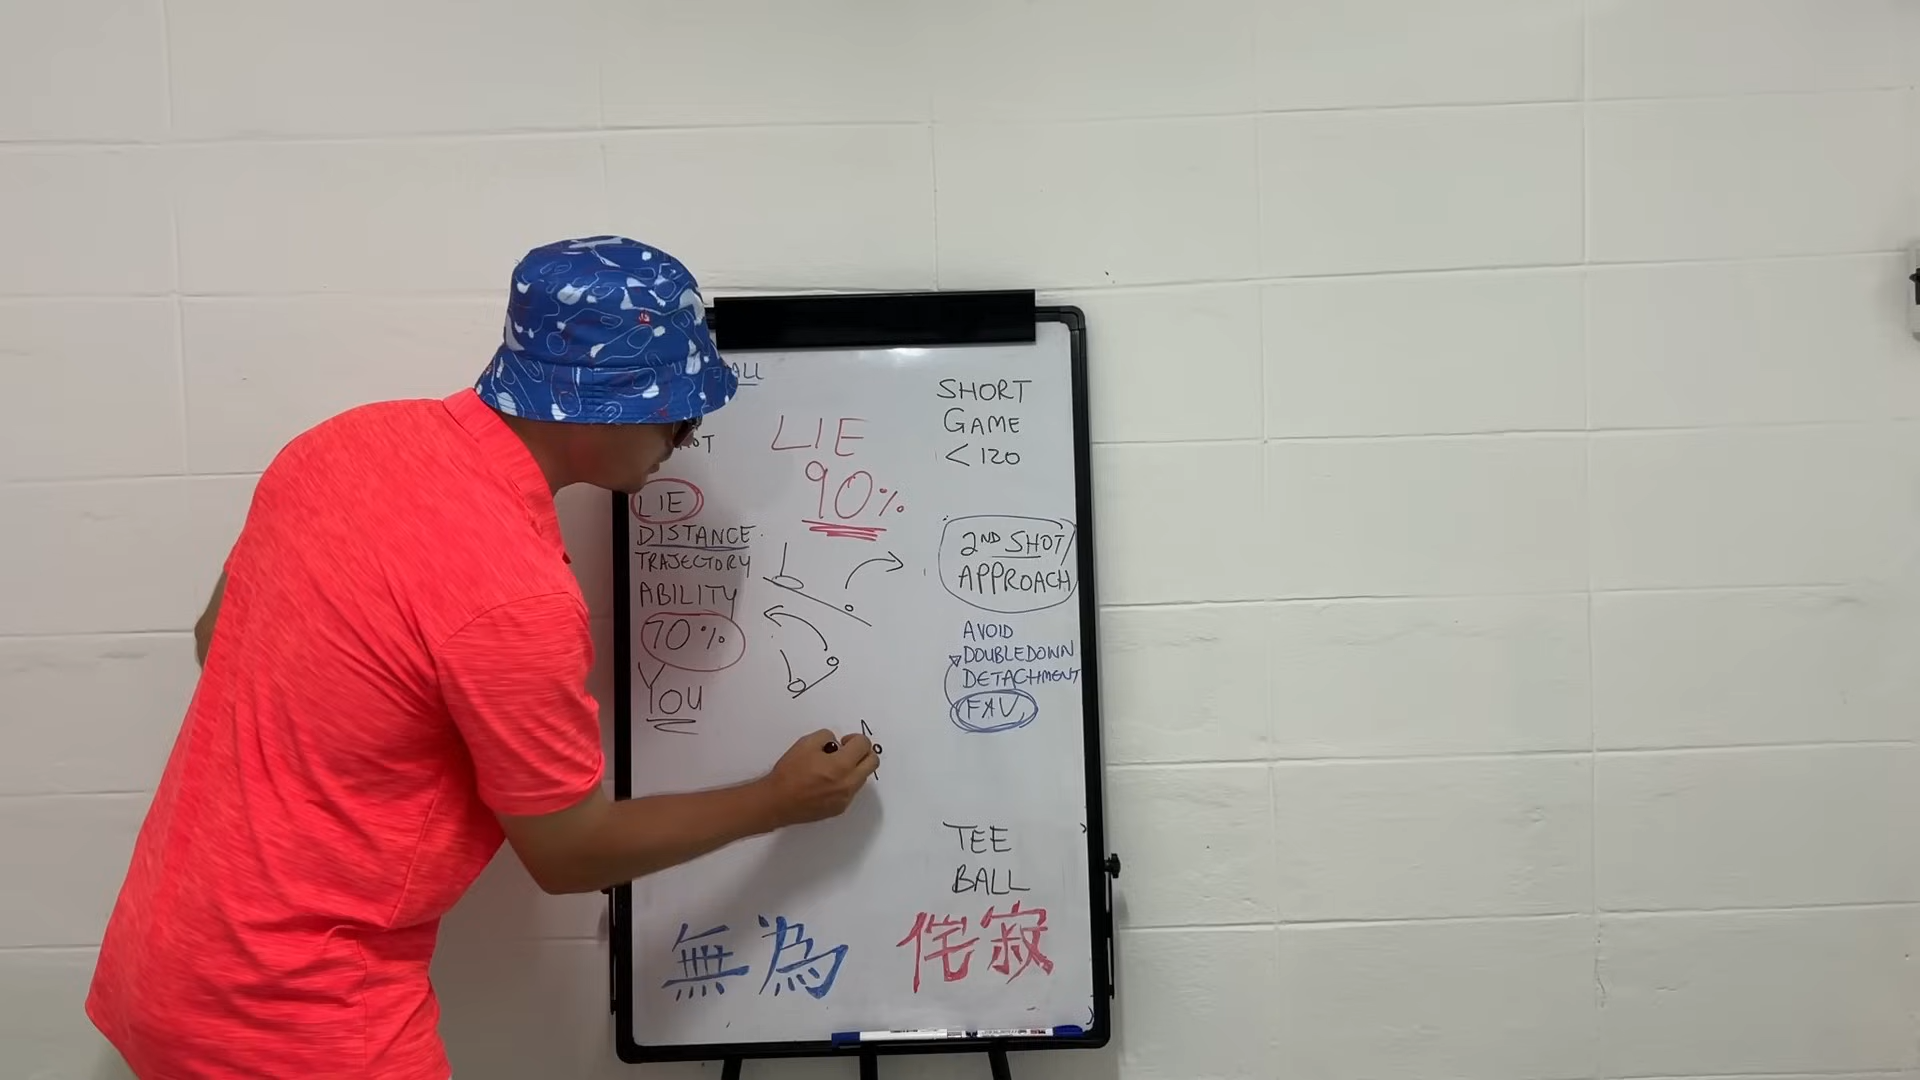 LIE
90%
LIE
DISTANCE
TRAJECTORY
ABILITY
70%
YOU
SHORT
GAME
<120
2ND SHOT/
APPROACH
AVOID
DOUBLEDOWN
DETACHMENT
FAV
TEE
BALL
無為
侘寂